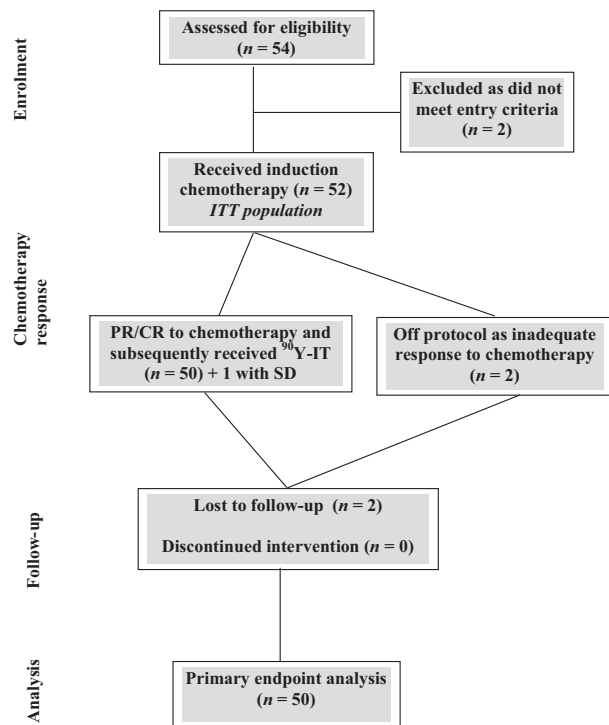 Enrolment
Assessed for eligibility
(n = 54)
Excluded as did not
meet entry criteria
(n = 2)
Received induction
chemotherapy (n = 52)
ITT population
Chemotherapy
response
PR/CR to chemotherapy and
subsequently received ⁹⁰Y-IT
(n = 50) + 1 with SD
Off protocol as inadequate
response to chemotherapy
(n = 2)
Follow-up
Lost to follow-up (n = 2)
Discontinued intervention (n = 0)
Analysis
Primary endpoint analysis
(n = 50)